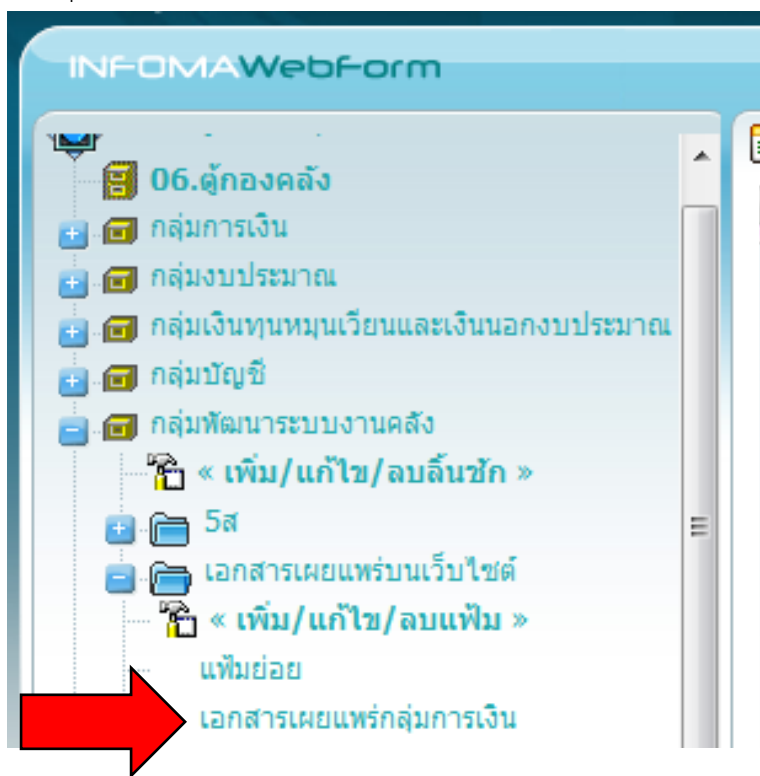 INFOMAWebForm
06.ตู้กองคลัง
กลุ่มการเงิน
กลุ่มงบประมาณ
กลุ่มเงินทุนหมุนเวียนและเงินนอกงบประมาณ
กลุ่มบัญชี
กลุ่มพัฒนาระบบงานคลัง
« เพิ่ม/แก้ไข/ลบลิ้นชัก »
5ส
เอกสารเผยแพร่บนเว็บไซต์
« เพิ่ม/แก้ไข/ลบแฟ้ม »
แฟ้มย่อย
เอกสารเผยแพร่กลุ่มการเงิน